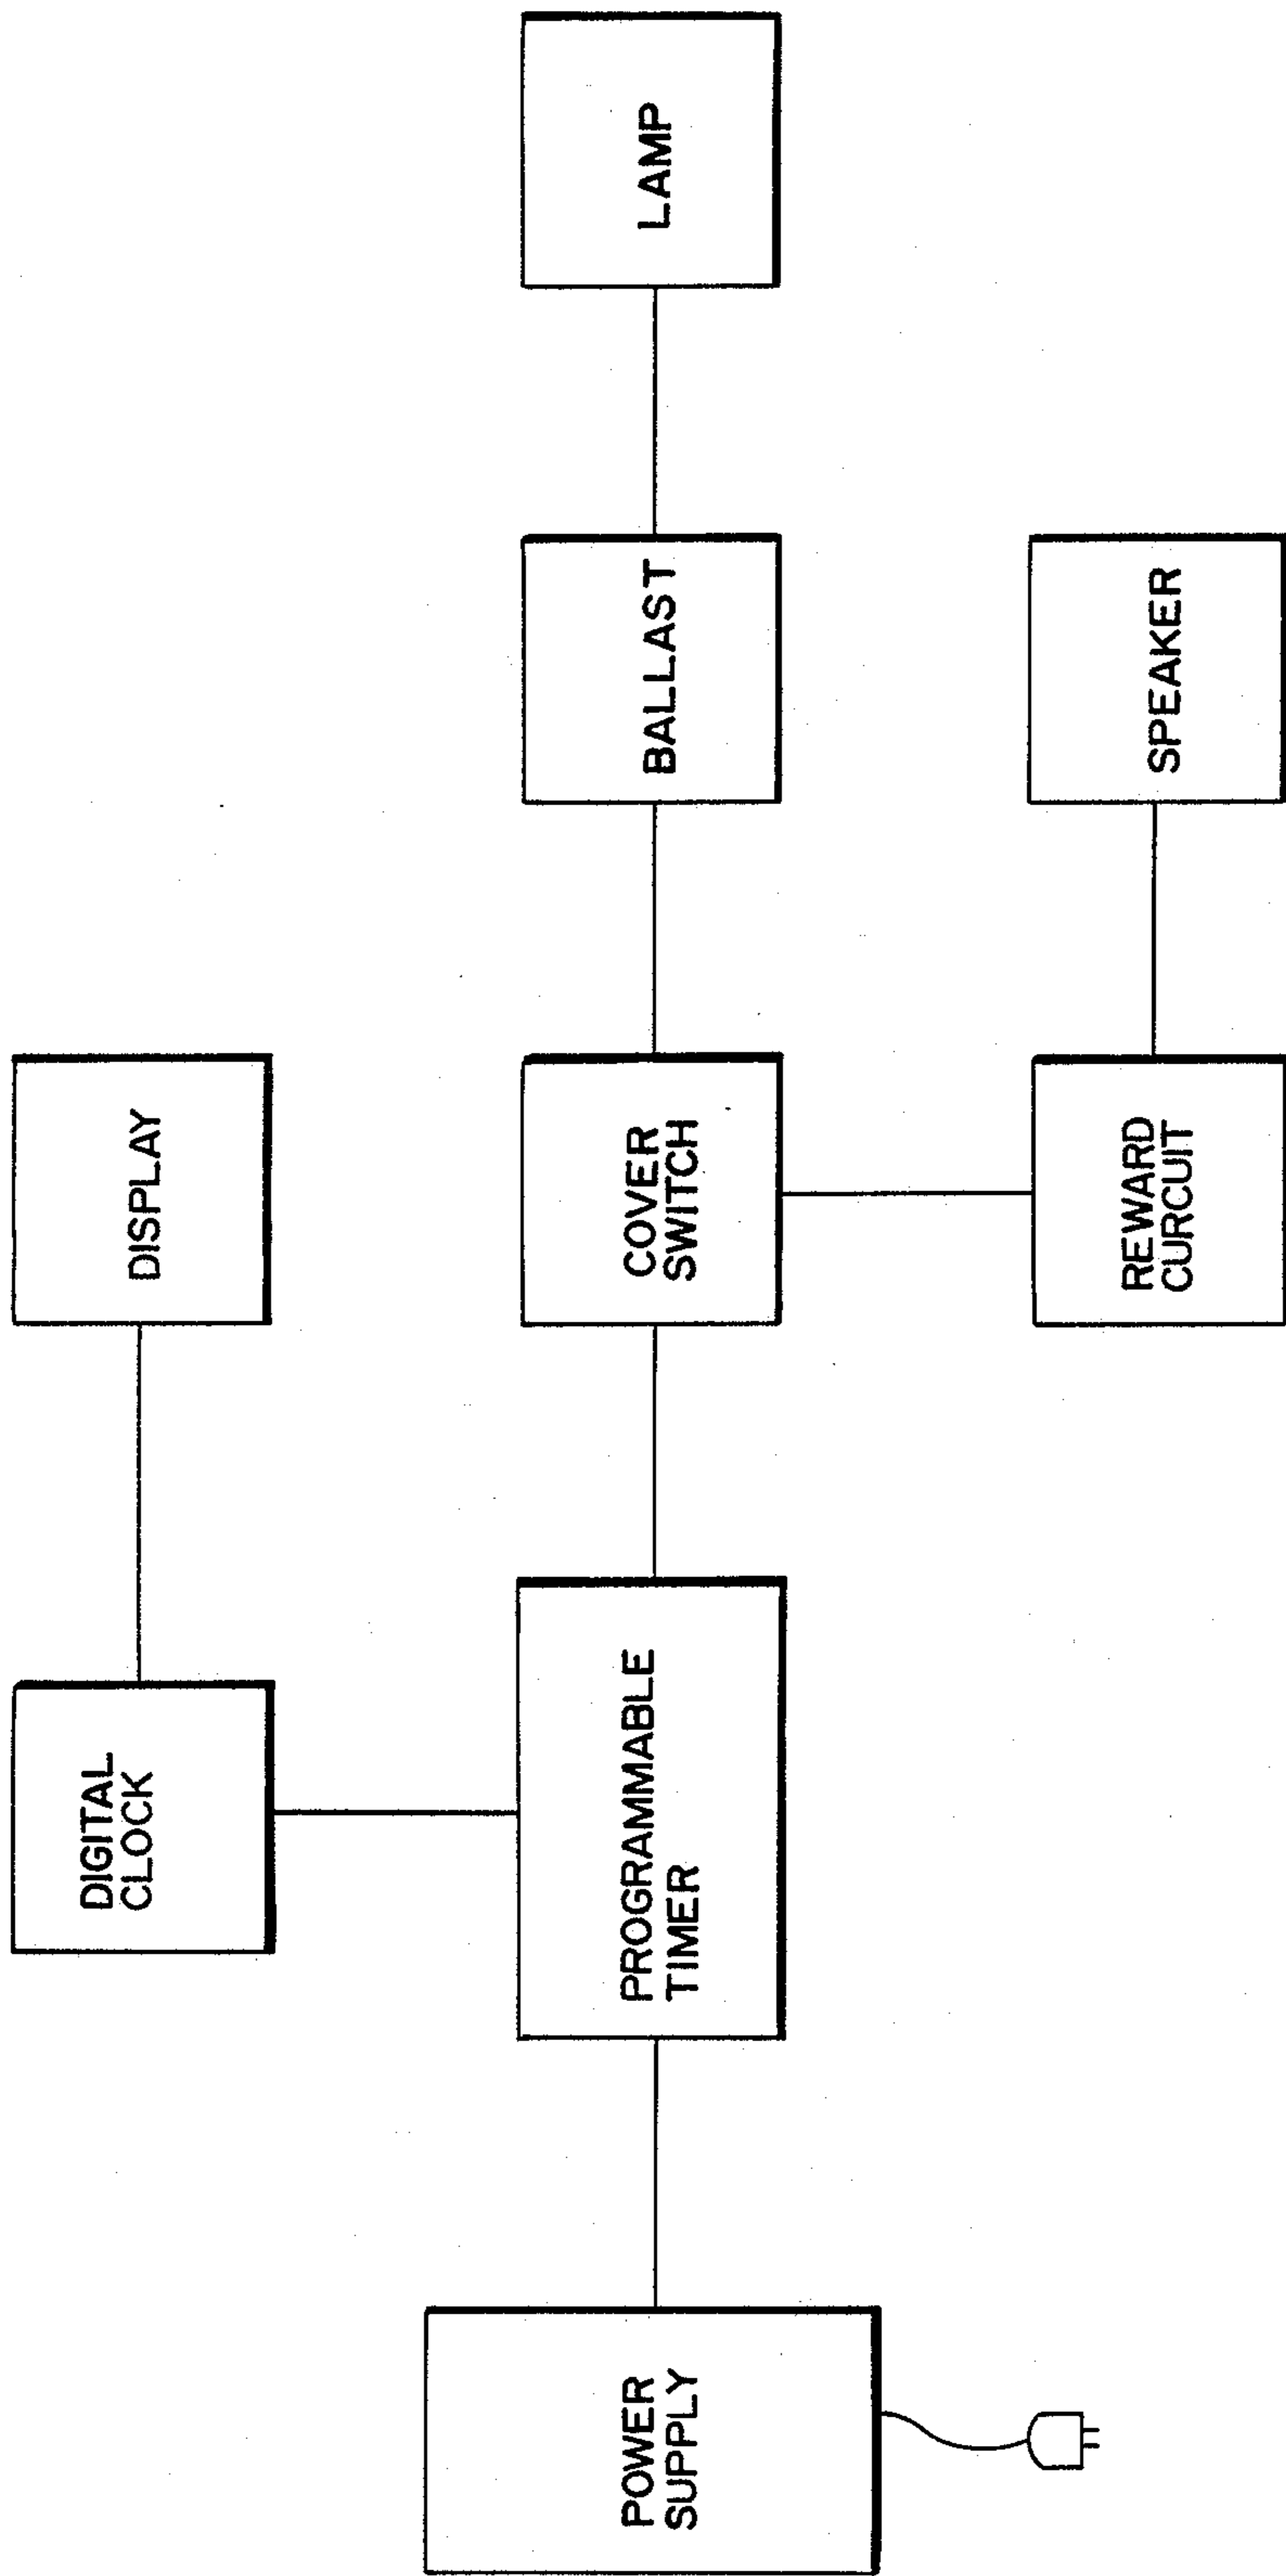 DISPLAY
DIGITAL
CLOCK
LAMP
BALLAST
COVER
SWITCH
PROGRAMMABLE
TIMER
POWER
SUPPLY
SPEAKER
REWARD
CURCUIT